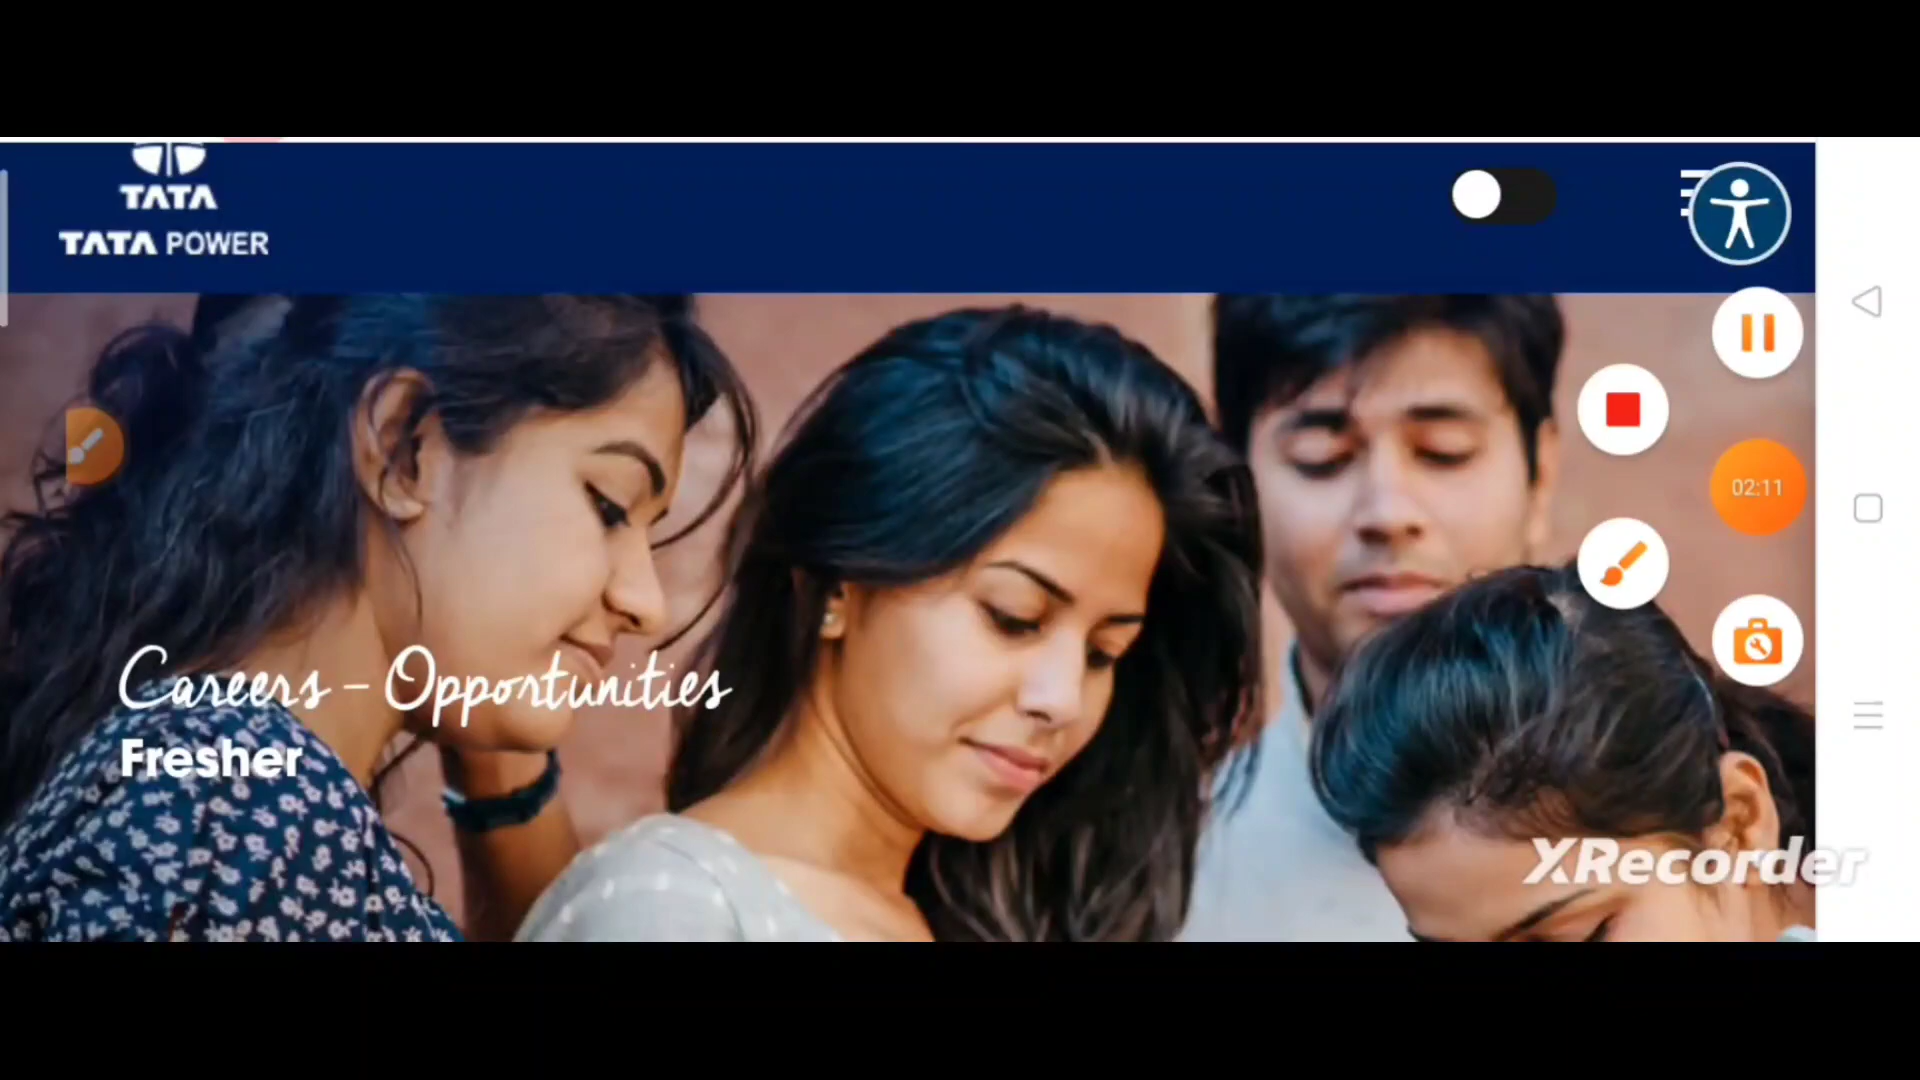 TATA
TATA POWER
02:11
Careers - Opportunities
Fresher
XRecorder